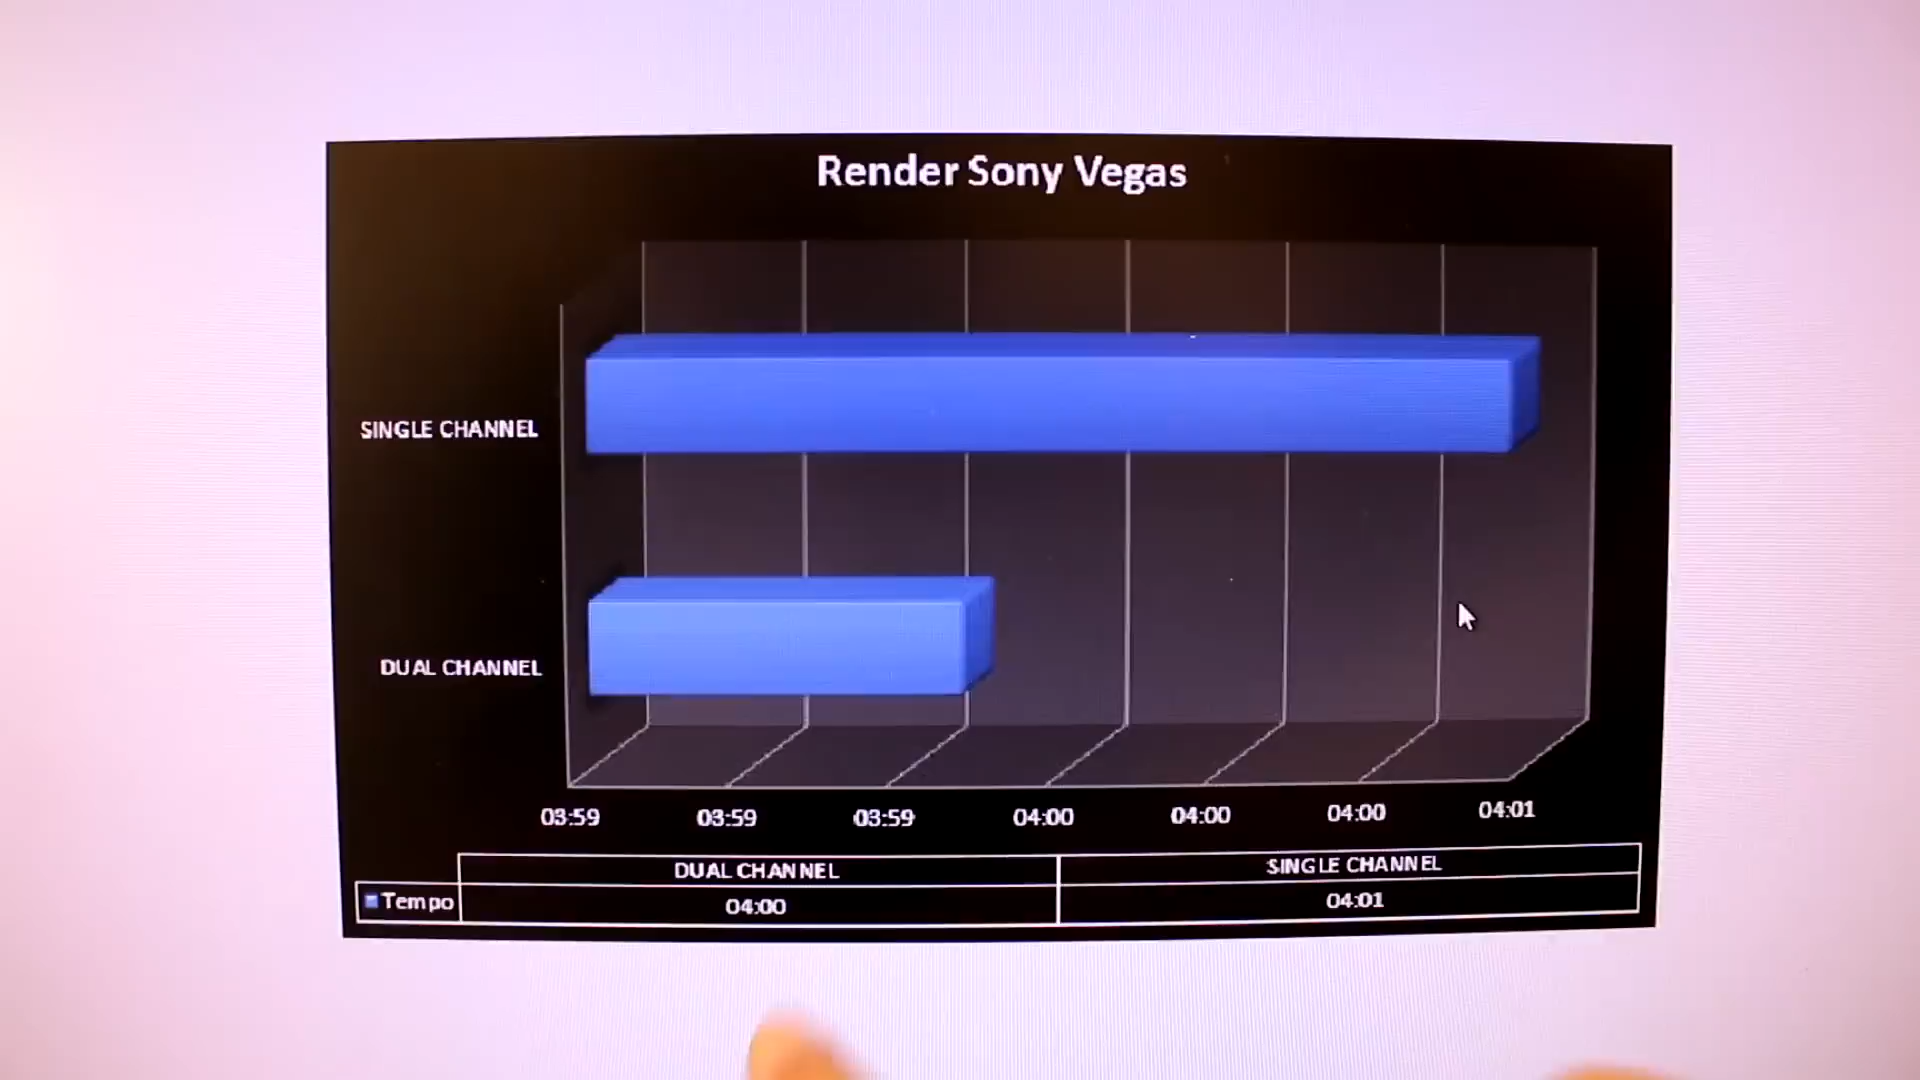 Render Sony Vegas
SINGLE CHANNEL
DUAL CHANNEL
03:59 03:59 03:59 04:00 04:00 04:00 04:01
DUAL CHANNEL SINGLE CHANNEL
Tempo 04:00 04:01